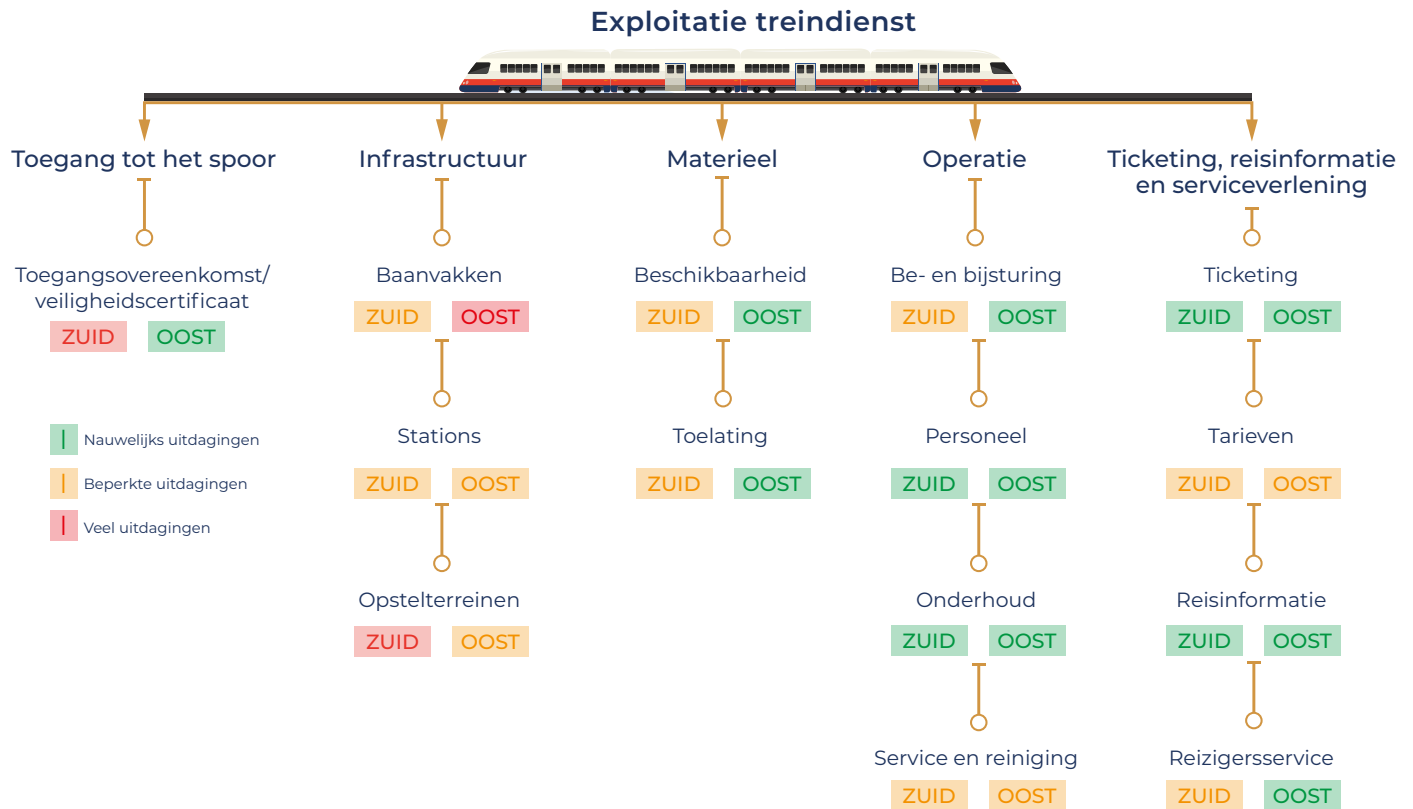 Exploitatie treindienst
Toegang tot het spoor
Toegangsovereenkomst/
veiligheidscertificaat
ZUID OOST
| Nauwelijks uitdagingen
| Beperkte uitdagingen
| Veel uitdagingen
Infrastructuur
Baanvakken
ZUID OOST
Stations
ZUID OOST
Opstelterreinen
ZUID OOST
Materieel
Beschikbaarheid
ZUID OOST
Toelating
ZUID OOST
Operatie
Be- en bijsturing
ZUID OOST
Personeel
ZUID OOST
Onderhoud
ZUID OOST
Service en reiniging
ZUID OOST
Ticketing, reisinformatie
en serviceverlening
Ticketing
ZUID OOST
Tarieven
ZUID OOST
Reisinformatie
ZUID OOST
Reizigersservice
ZUID OOST